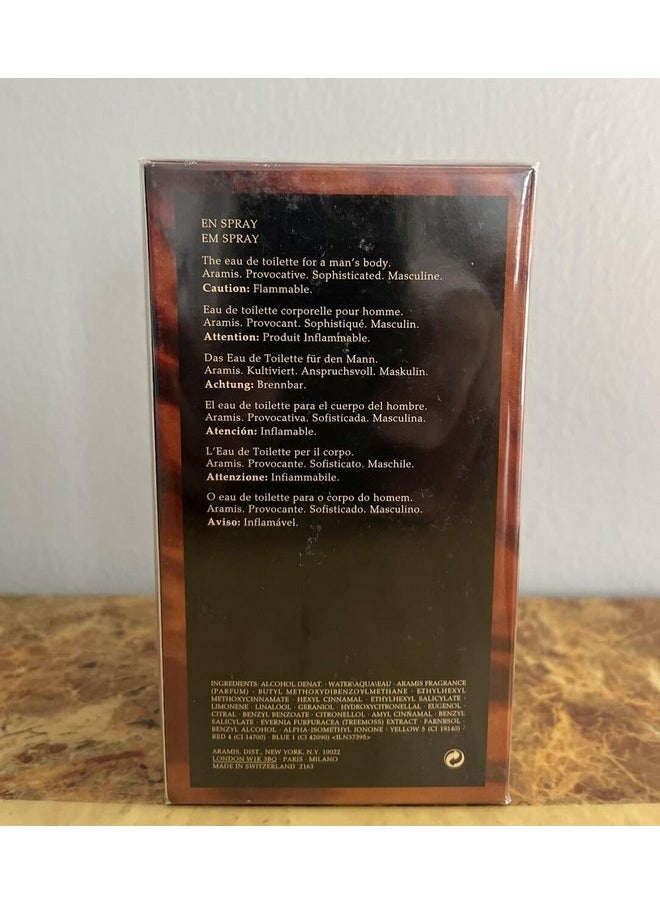 EN SPRAY
EM SPRAY
The eau de toilette for a man's body.
Aramis. Provocative. Sophisticated. Masculine.
Caution: Flammable.
Eau de toilette corporelle pour homme.
Aramis. Provocant. Sophistiqué. Masculin.
Attention: Produit Inflammable.
Das Eau de Toilette für den Mann.
Aramis. Kultiviert. Anspruchsvoll. Maskulin.
Achtung: Brennbar.
El eau de toilette para el cuerpo del hombre.
Aramis. Provocativa. Sofisticada. Masculina.
Atención: Inflamable.
L'Eau de Toilette per il corpo.
Aramis. Provocante. Sofisticato. Maschile.
Attenzione: Infiammabile.
O eau de toilette para o corpo do homem.
Aramis. Provocante. Sofisticado. Masculino.
Aviso: Inflamável.
INGREDIENTS: ALCOHOL DENAT. · WATER\AQUA\EAU · ARAMIS FRAGRANCE
(PARFUM) · BUTYL METHOXYDIBENZOYLMETHANE · ETHYLHEXYL
METHOXYCINNAMATE · HEXYL CINNAMAL · ETHYLHEXYL SALICYLATE ·
LIMONENE · LINALOOL · GERANIOL · HYDROXYCITRONELLAL · EUGENOL ·
CITRAL · BENZYL BENZOATE · CITRONELLOL · AMYL CINNAMAL · BENZYL
SALICYLATE · EVERNIA FURFURACEA (TREEMOSS) EXTRACT · FARNESOL ·
BENZYL ALCOHOL · ALPHA-ISOMETHYL IONONE · YELLOW 5 (CI 19140) ·
RED 4 (CI 14700) · BLUE 1 (CI 42090) <ILN37395>
ARAMIS, DIST., NEW YORK, N.Y. 10022
LONDON W1K 3BQ · PARIS · MILANO
MADE IN SWITZERLAND 2163